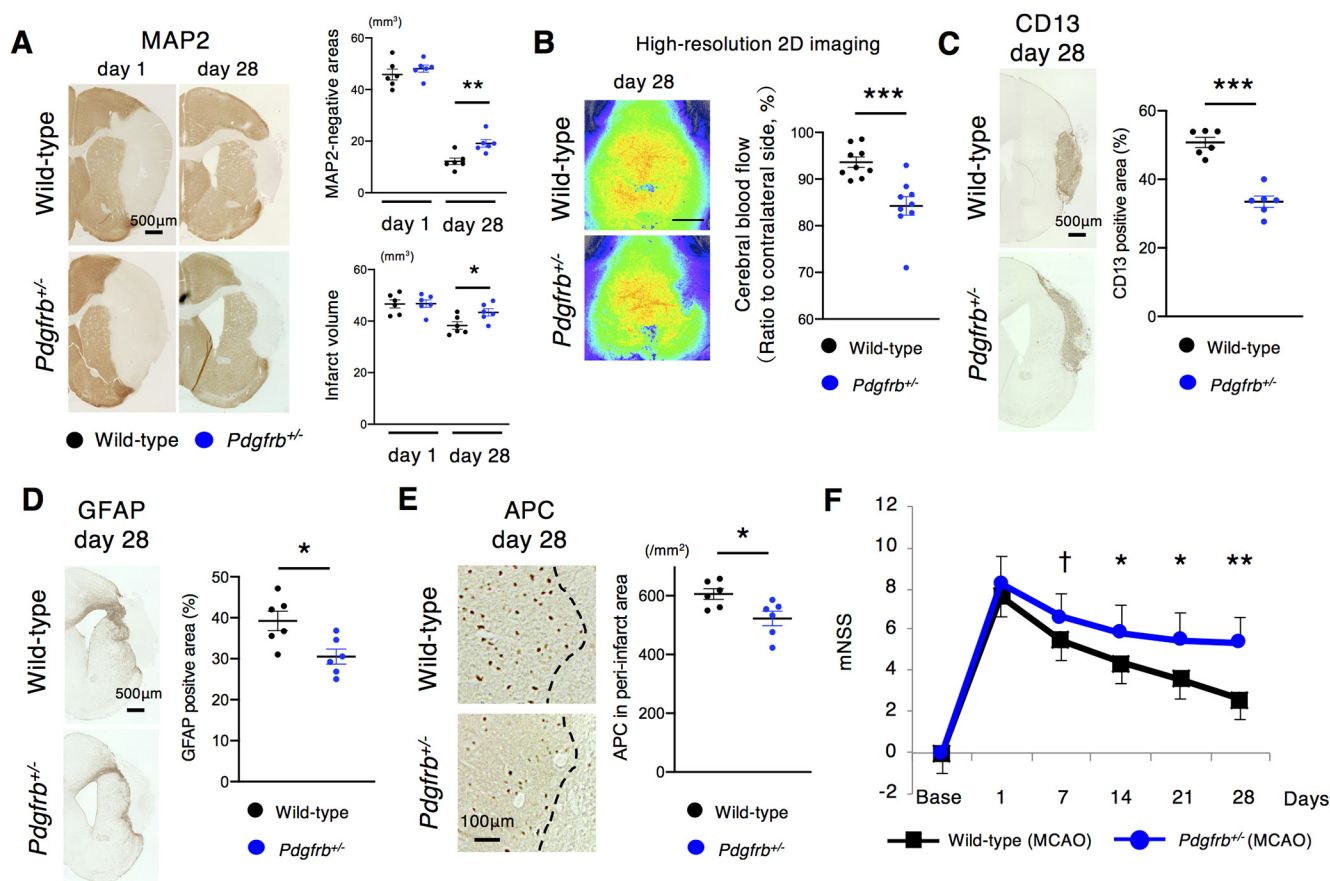 A
MAP2
day 1
day 28
Wild-type
500μm
Pdgfrb+/-
Wild-type
Pdgfrb+/-
(mm³)
MAP2-negative areas
60
40
20
0
**
day 1
day 28
(mm³)
Infarct volume
60
40
20
0
*
day 1
day 28
B
High-resolution 2D imaging
day 28
Wild-type
Pdgfrb+/-
Cerebral blood flow
(Ratio to contralateral side, %)
100
90
80
70
60
***
Wild-type
Pdgfrb+/-
C
CD13
day 28
Wild-type
500μm
Pdgfrb+/-
CD13 positive area (%)
60
40
20
0
***
Wild-type
Pdgfrb+/-
D
GFAP
day 28
Wild-type
500μm
Pdgfrb+/-
GFAP positive area (%)
50
40
30
20
10
0
*
Wild-type
Pdgfrb+/-
E
APC
day 28
Wild-type
Pdgfrb+/-
100μm
(/mm²)
APC in peri-infarct area
600
400
200
0
*
Wild-type
Pdgfrb+/-
F
mNSS
12
10
8
6
4
2
0
-2
† * * **
Base 1 7 14 21 28 Days
Wild-type (MCAO)
Pdgfrb+/- (MCAO)